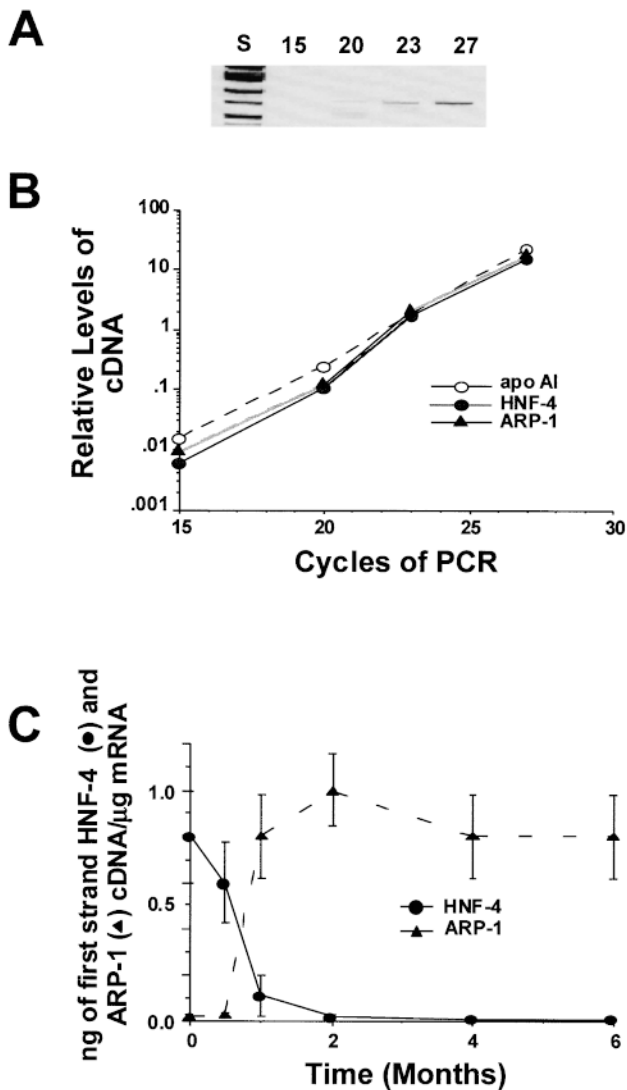 A
S 15 20 23 27
B
Relative Levels of
cDNA
100
10
1
.1
.01
.001
15 20 25 30
apo AI
HNF-4
ARP-1
Cycles of PCR
C
ng of first strand HNF-4 (●) and
ARP-1 (▲) cDNA/µg mRNA
1.0
0.5
0.0
0 2 4 6
HNF-4
ARP-1
Time (Months)